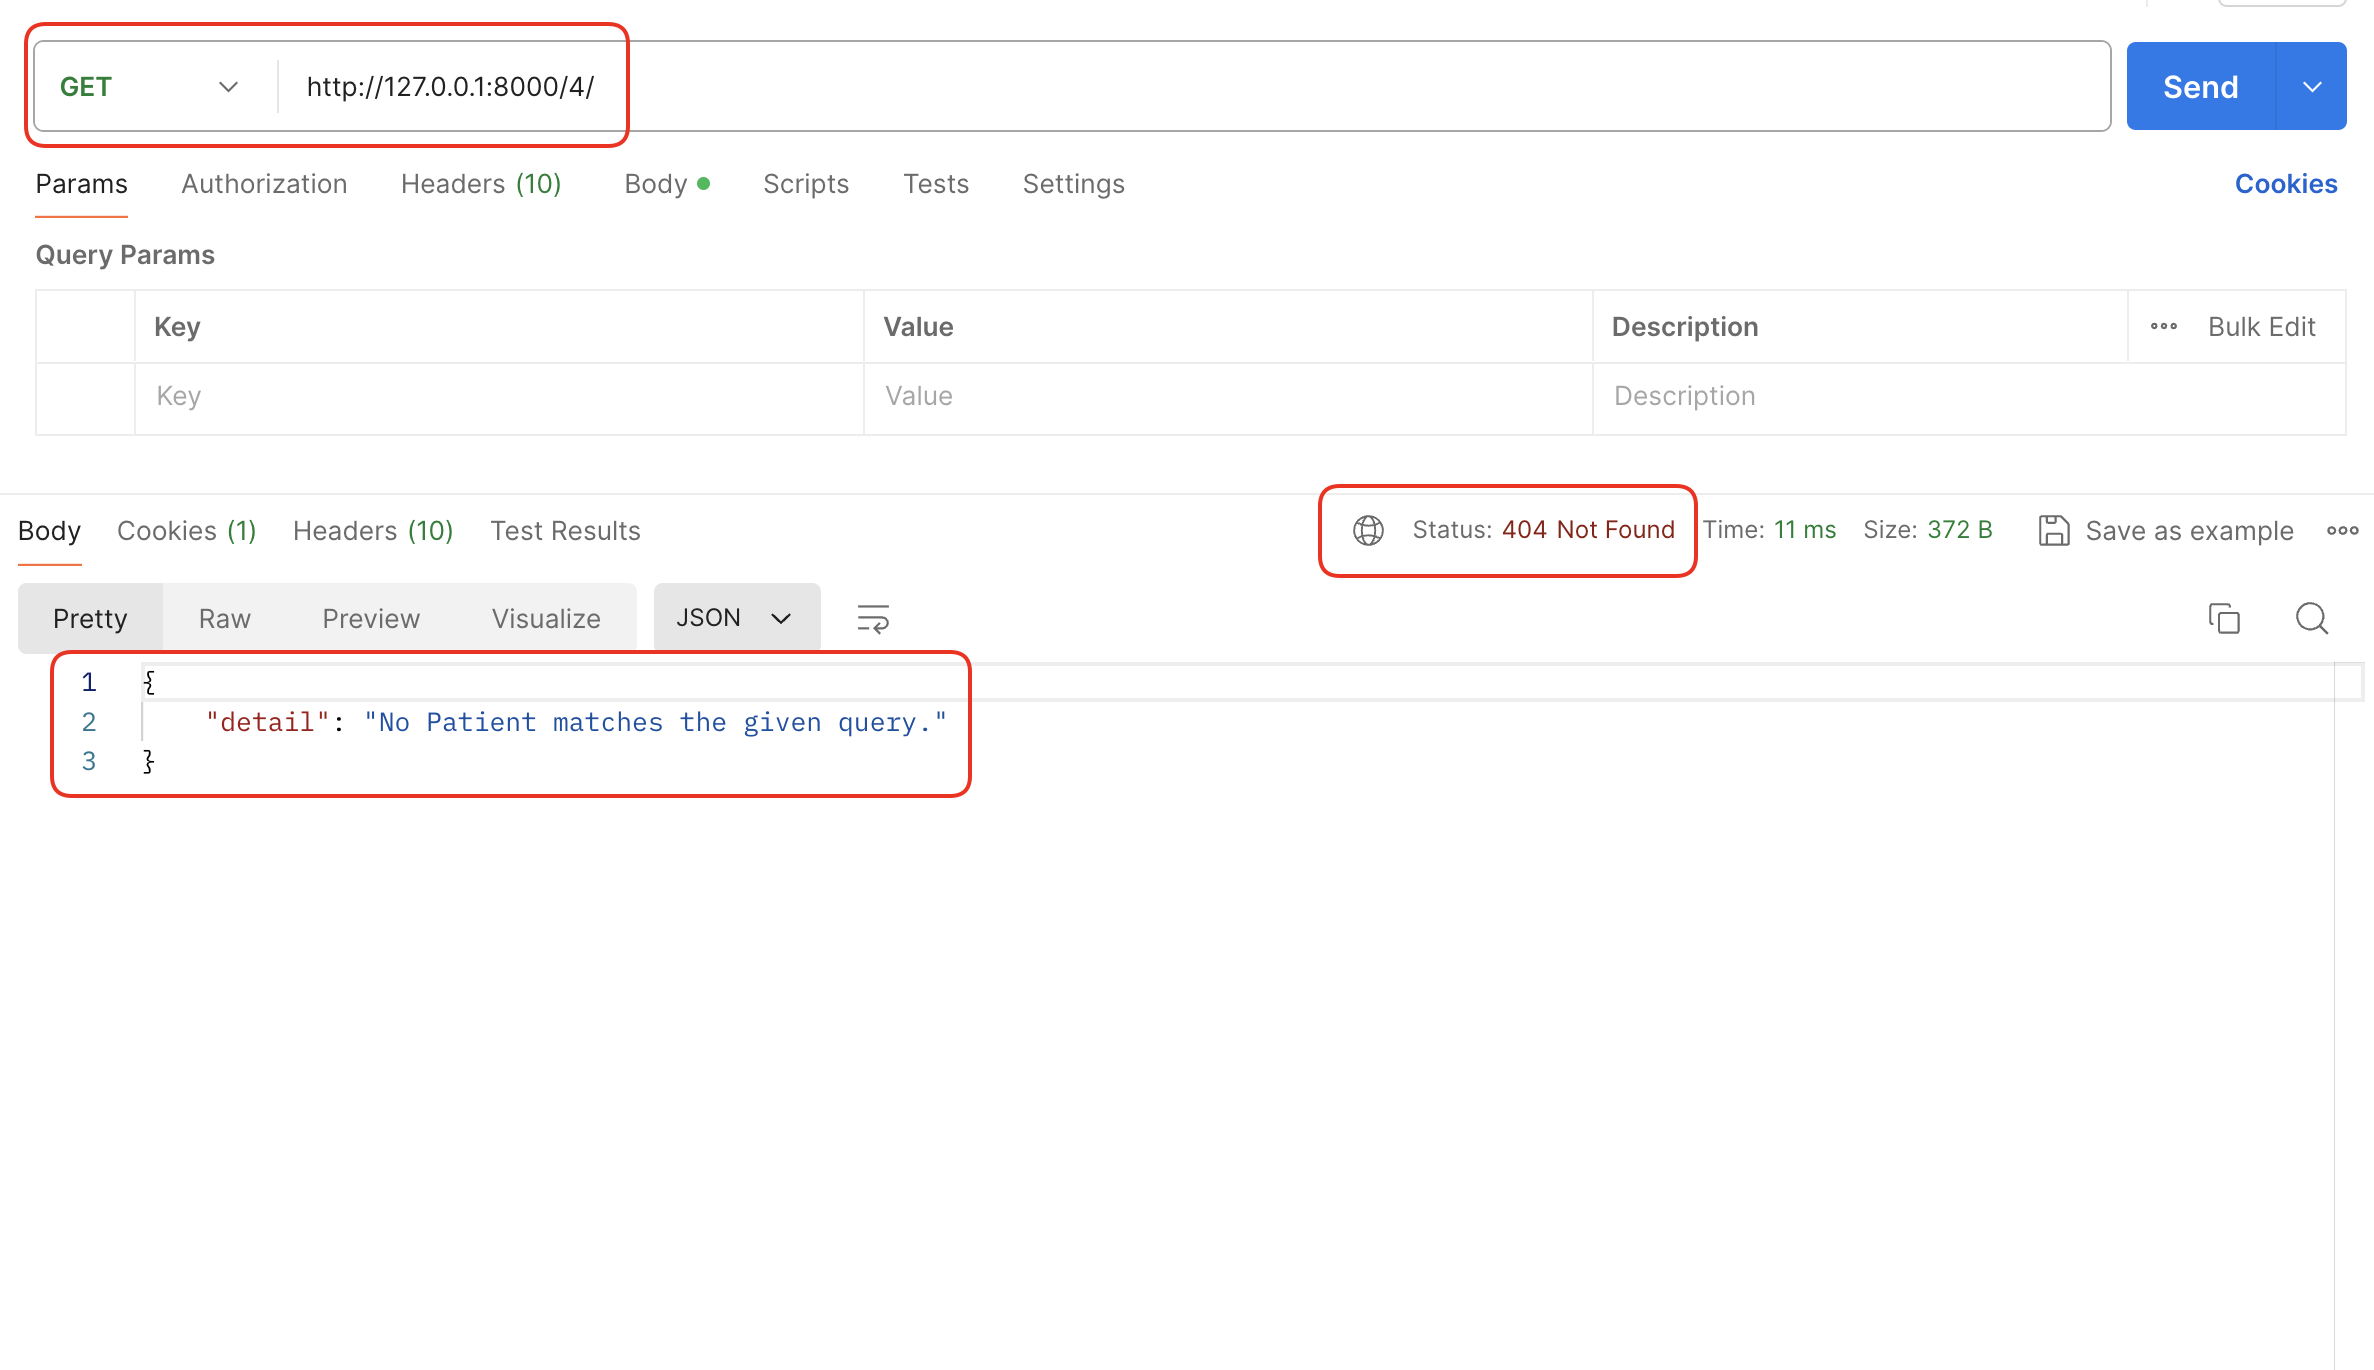 GET http://127.0.0.1:8000/4/ Send
Params Authorization Headers (10) Body Scripts Tests Settings Cookies
Query Params
Key Value Description Bulk Edit
Key Value Description
Body Cookies (1) Headers (10) Test Results Status: 404 Not Found Time: 11 ms Size: 372 B Save as example
Pretty Raw Preview Visualize JSON
1 {
2 "detail": "No Patient matches the given query."
3 }